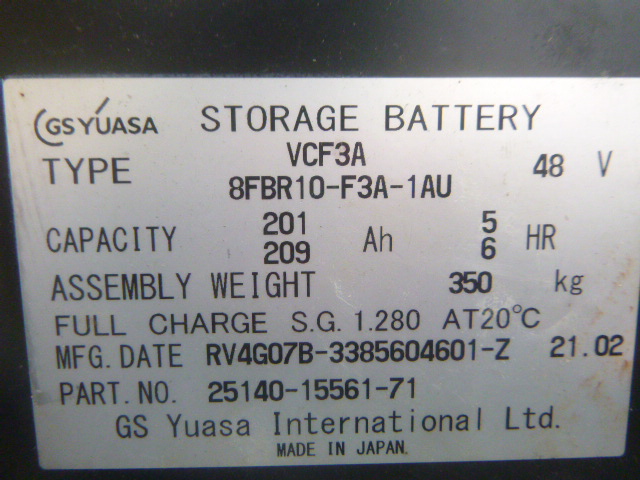 GS YUASA STORAGE BATTERY
TYPE VCF3A 8FBR10-F3A-1AU 48 V
CAPACITY 201 209 Ah 5 6 HR
ASSEMBLY WEIGHT 350 kg
FULL CHARGE S.G. 1.280 AT20℃
MFG. DATE RV4G07B-3385604601-Z 21.02
PART. NO. 25140-15561-71
GS Yuasa International Ltd.
MADE IN JAPAN.